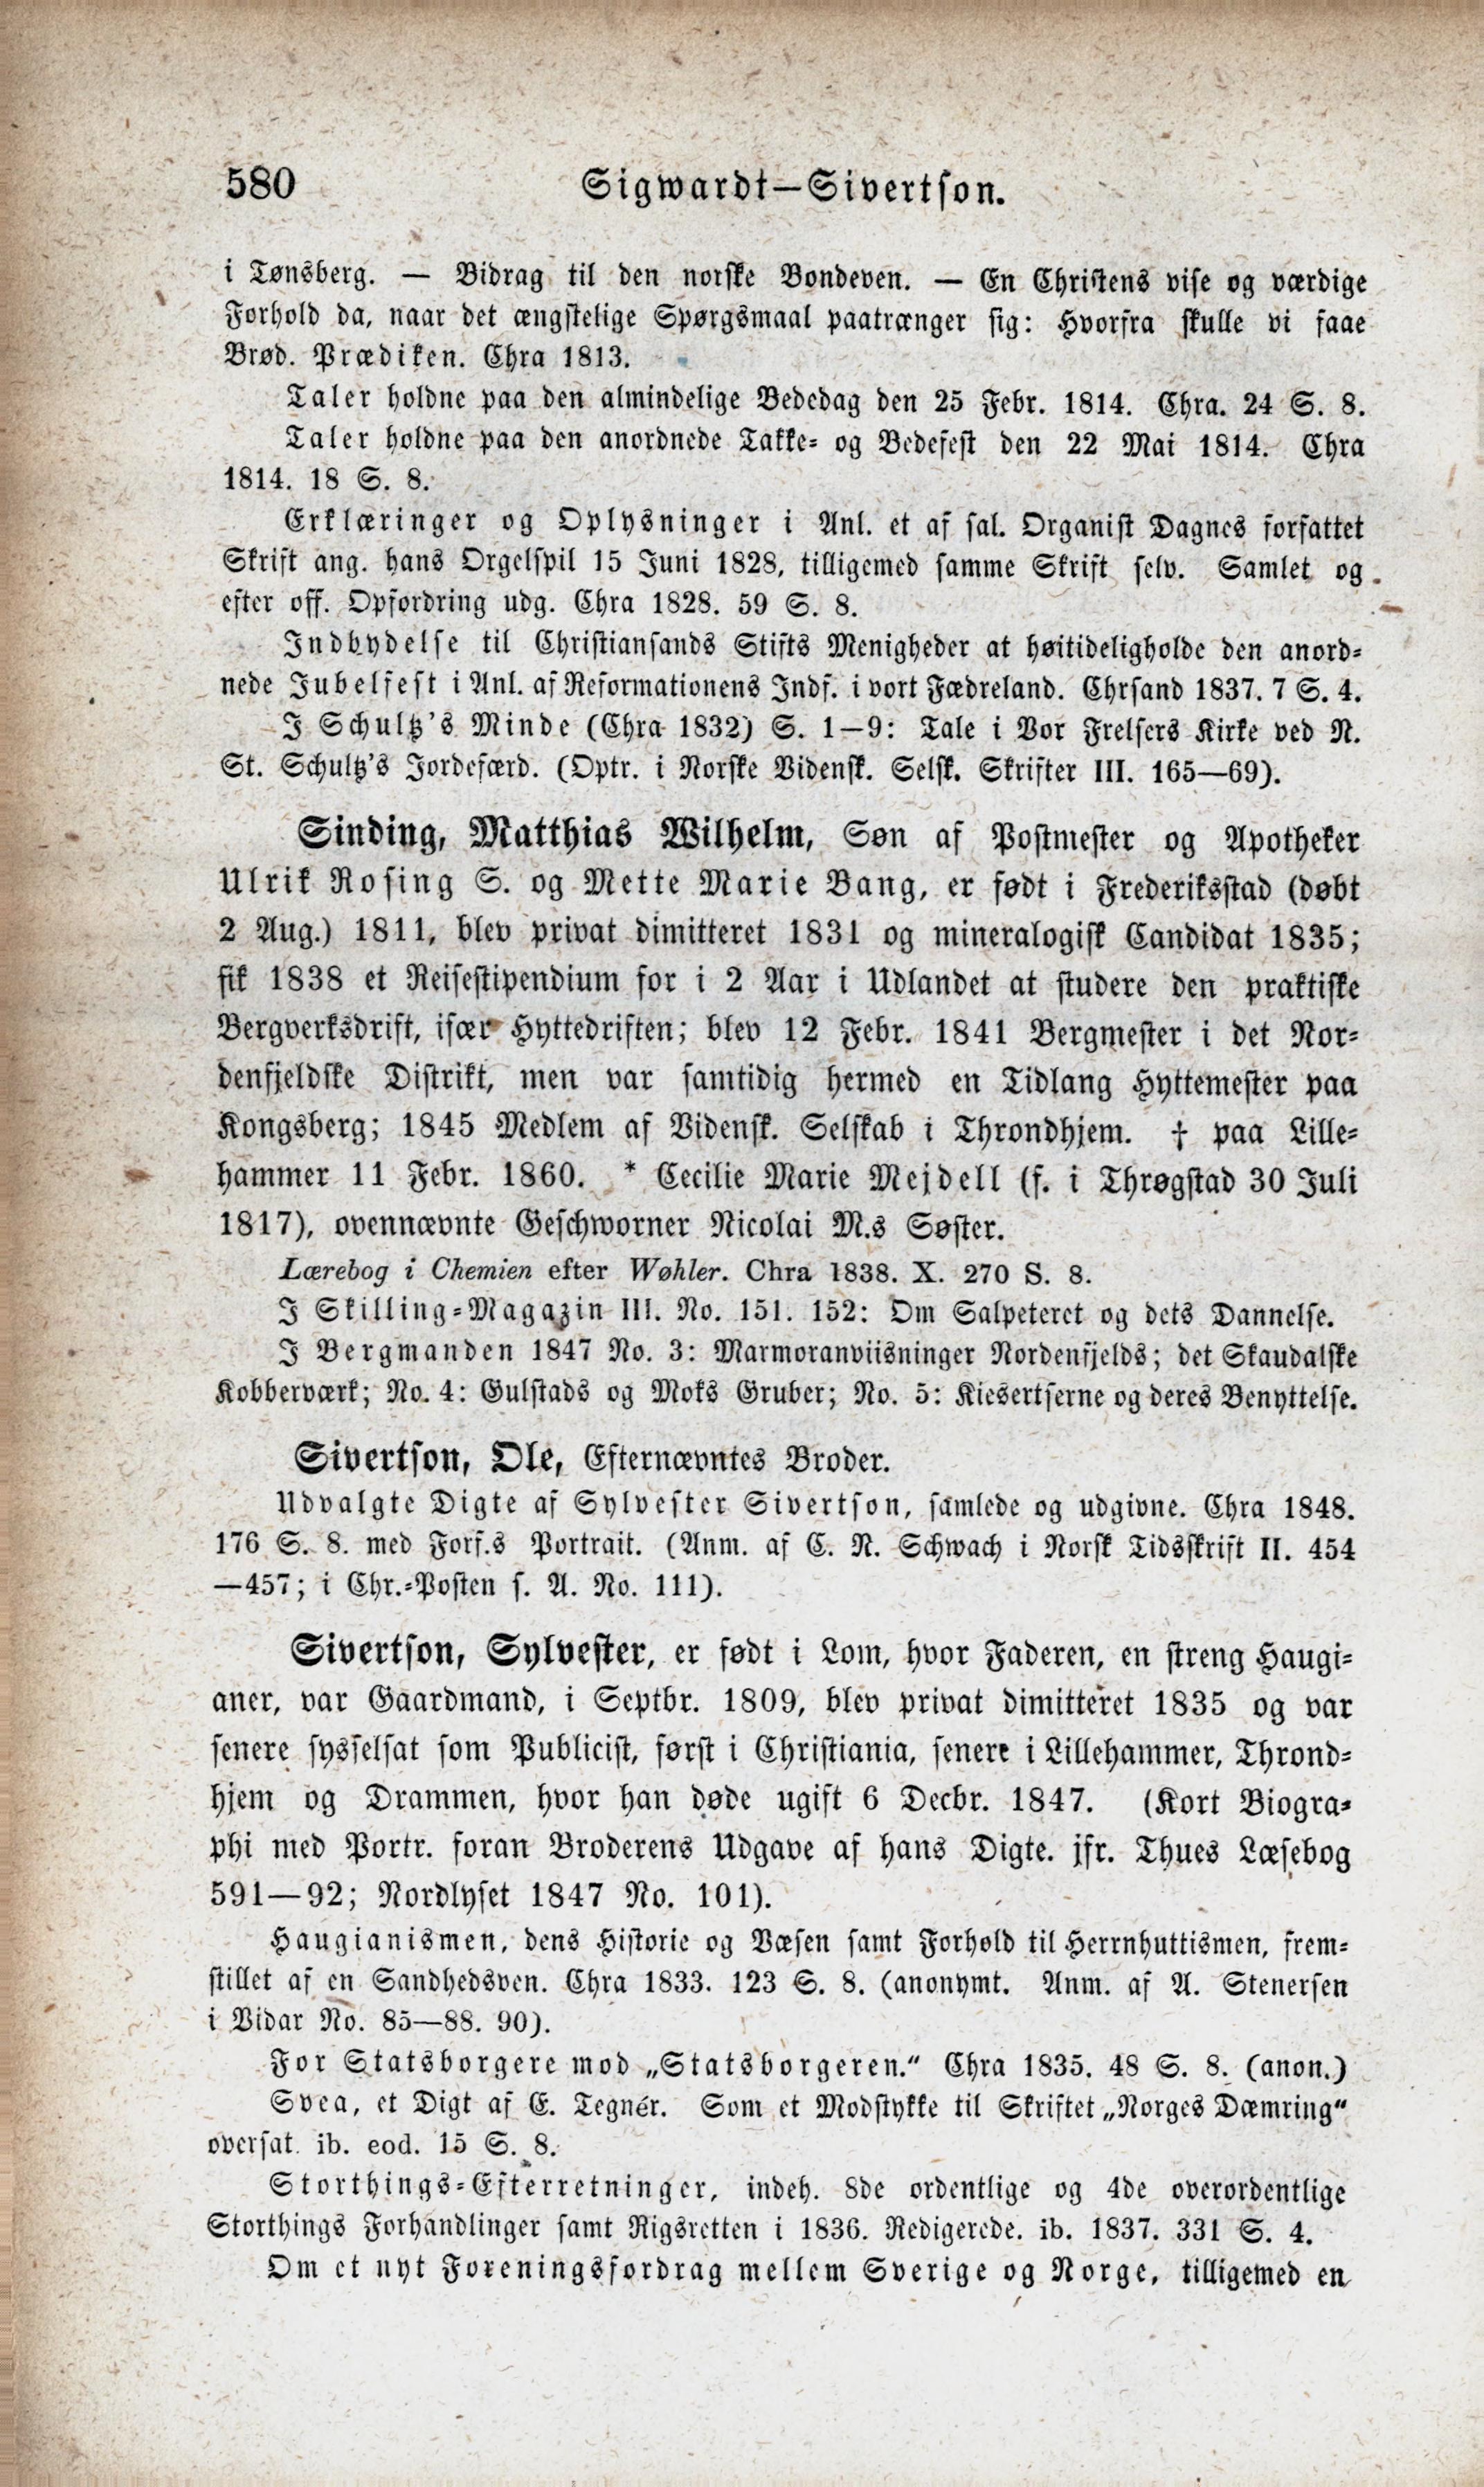 580 Sigwardt—Sivertson.
i Tønsberg. — Bidrag til den norske Bondeven. — En Christens vise og værdige
Forhold da, naar det ængstelige Spørgsmaal paatrænger sig: Hvorfra skulle vi faae
Brød. Prædiken. Chra 1813.
Taler holdne paa den almindelige Bededag den 25 Febr. 1814. Chra. 24 S. 8.
Taler holdne paa den anordnede Takke- og Bedefest den 22 Mai 1814. Chra
1814. 18 S. 8.
Erklæringer og Oplysninger i Anl. et af sal. Organist Dagnes forfattet
Skrift ang. hans Orgelspil 15 Juni 1828, tilligemed samme Skrift selv. Samlet og
efter off. Opfordring udg. Chra 1828. 59 S. 8.
Indbydelse til Christiansands Stifts Menigheder at høitideligholde den anord-
nede Jubelfest i Anl. af Reformationens Indf. i vort Fædreland. Chrsand 1837. 7 S. 4.
I Schultz's Minde (Chra 1832) S. 1—9: Tale i Vor Frelsers Kirke ved N.
St. Schultz's Jordefærd. (Optr. i Norske Vidensk. Selsk. Skrifter III. 165—69).
Sinding, Matthias Wilhelm, Søn af Postmester og Apotheker
Ulrik Rosing S. og Mette Marie Bang, er født i Frederiksstad (døbt
2 Aug.) 1811, blev privat dimitteret 1831 og mineralogisk Candidat 1835;
fik 1838 et Reisestipendium for i 2 Aar i Udlandet at studere den praktiske
Bergverksdrift, især Hyttedriften; blev 12 Febr. 1841 Bergmester i det Nor-
denfjeldske Distrikt, men var samtidig hermed en Tidlang Hyttemester paa
Kongsberg; 1845 Medlem af Vidensk. Selskab i Throndhjem. † paa Lille-
hammer 11 Febr. 1860. * Cecilie Marie Mejdell (f. i Thrøgstad 30 Juli
1817), ovennævnte Geschworner Nicolai M.s Søster.
Lærebog i Chemien efter Wøhler. Chra 1838. X. 270 S. 8.
I Skilling-Magazin III. No. 151. 152: Om Salpeteret og dets Dannelse.
I Bergmanden 1847 No. 3: Marmoranviisninger Nordenfjelds; det Skaudalske
Kobberværk; No. 4: Gulstads og Moks Gruber; No. 5: Kiesertserne og deres Benyttelse.
Sivertson, Ole, Efternævntes Broder.
Udvalgte Digte af Sylvester Sivertson, samlede og udgivne. Chra 1848.
176 S. 8. med Forf.s Portrait. (Anm. af C. N. Schwach i Norsk Tidsskrift II. 454
—457; i Chr.-Posten s. A. No. 111).
Sivertson, Sylvester, er født i Lom, hvor Faderen, en streng Haugi-
aner, var Gaardmand, i Septbr. 1809, blev privat dimitteret 1835 og var
senere sysselsat som Publicist, først i Christiania, senere i Lillehammer, Thrond-
hjem og Drammen, hvor han døde ugift 6 Decbr. 1847. (Kort Biogra-
phi med Portr. foran Broderens Udgave af hans Digte. jfr. Thues Læsebog
591—92; Nordlyset 1847 No. 101).
Haugianismen, dens Historie og Væsen samt Forhold til Herrnhuttismen, frem-
stillet af en Sandhedsven. Chra 1833. 123 S. 8. (anonymt. Anm. af A. Stenersen
i Vidar No. 85—88. 90).
For Statsborgere mod „Statsborgeren.“ Chra 1835. 48 S. 8. (anon.)
Svea, et Digt af E. Tegnér. Som et Modstykke til Skriftet „Norges Dæmring“
oversat. ib. eod. 15 S. 8.
Storthings-Efterretninger, indeh. 8de ordentlige og 4de overordentlige
Storthings Forhandlinger samt Rigsretten i 1836. Redigerede. ib. 1837. 331 S. 4.
Om et nyt Foreningsfordrag mellem Sverige og Norge, tilligemed en